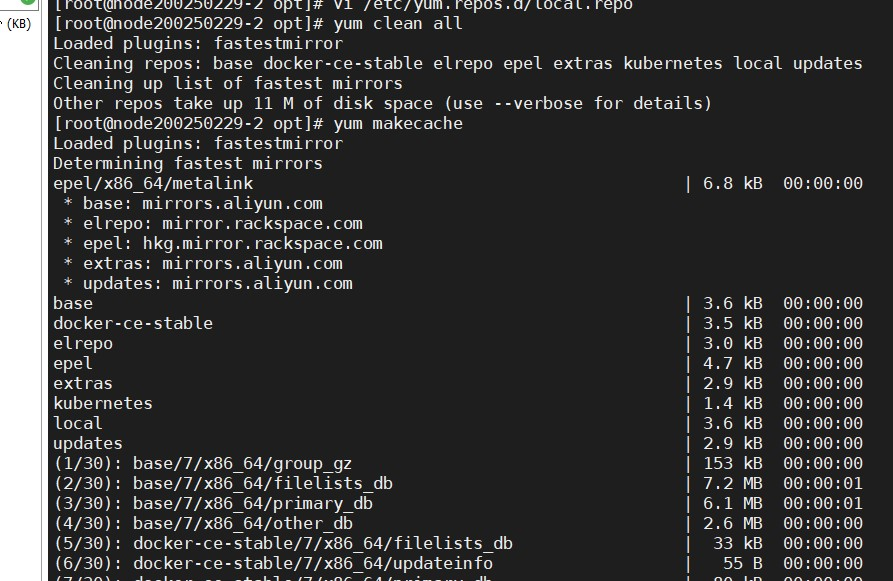 [root@node200250229-2 opt]# vi /etc/yum.repos.d/local.repo
(KB)
[root@node200250229-2 opt]# yum clean all
Loaded plugins: fastestmirror
Cleaning repos: base docker-ce-stable elrepo epel extras kubernetes local updates
Cleaning up list of fastest mirrors
Other repos take up 11 M of disk space (use --verbose for details)
[root@node200250229-2 opt]# yum makecache
Loaded plugins: fastestmirror
Determining fastest mirrors
epel/x86_64/metalink | 6.8 kB 00:00:00
* base: mirrors.aliyun.com
* elrepo: mirror.rackspace.com
* epel: hkg.mirror.rackspace.com
* extras: mirrors.aliyun.com
* updates: mirrors.aliyun.com
base | 3.6 kB 00:00:00
docker-ce-stable | 3.5 kB 00:00:00
elrepo | 3.0 kB 00:00:00
epel | 4.7 kB 00:00:00
extras | 2.9 kB 00:00:00
kubernetes | 1.4 kB 00:00:00
local | 3.6 kB 00:00:00
updates | 2.9 kB 00:00:00
(1/30): base/7/x86_64/group_gz | 153 kB 00:00:00
(2/30): base/7/x86_64/filelists_db | 7.2 MB 00:00:01
(3/30): base/7/x86_64/primary_db | 6.1 MB 00:00:01
(4/30): base/7/x86_64/other_db | 2.6 MB 00:00:00
(5/30): docker-ce-stable/7/x86_64/filelists_db | 33 kB 00:00:00
(6/30): docker-ce-stable/7/x86_64/updateinfo | 55 B 00:00:00
(7/30): docker-ce-stable/7/x86_64/primary_db